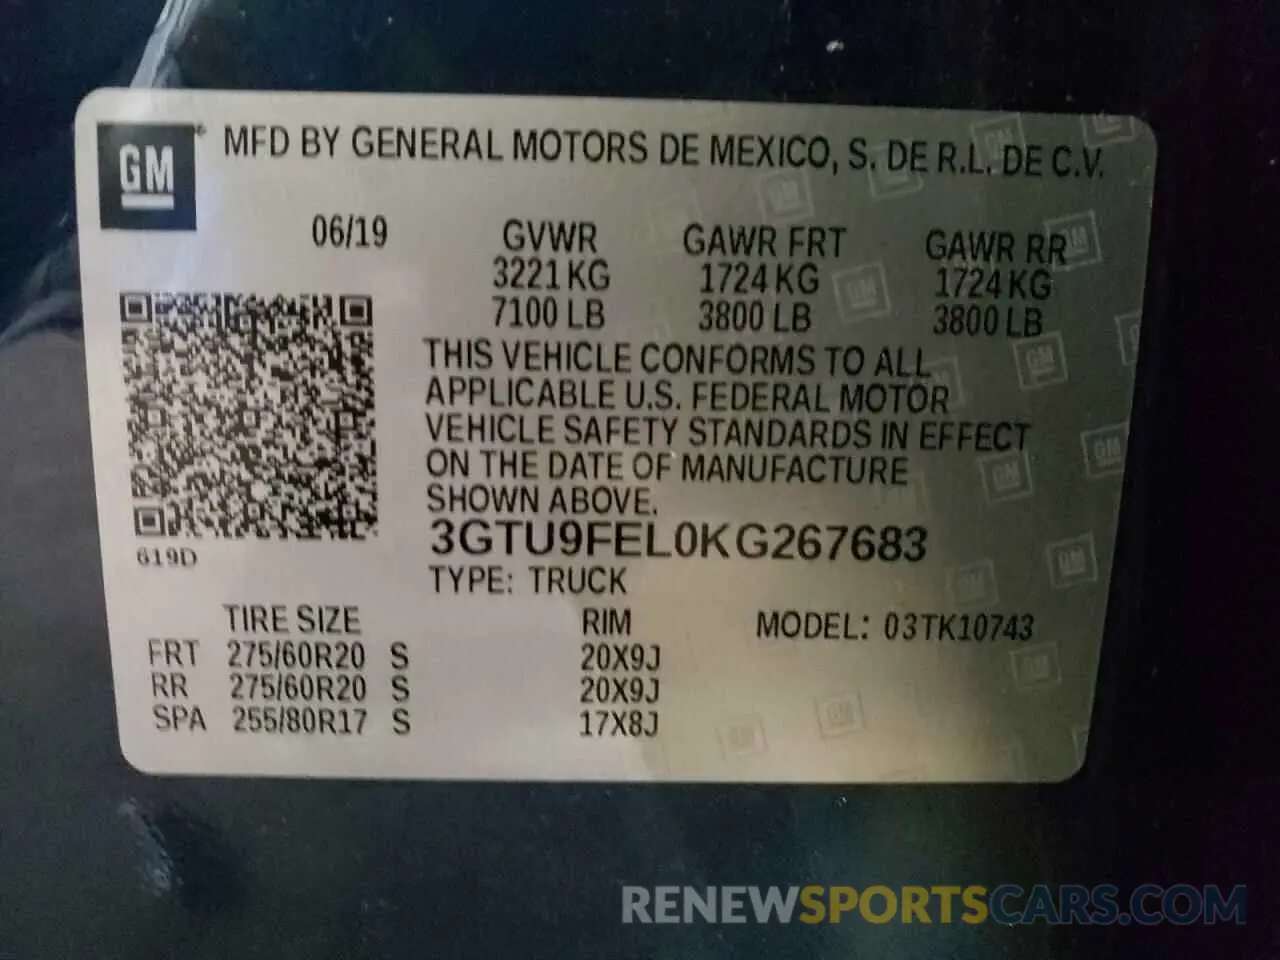 GM
MFD BY GENERAL MOTORS DE MEXICO, S. DE R.L. DE C.V.
06/19 GVWR GAWR FRT GAWR RR
3221 KG 1724 KG 1724 KG
7100 LB 3800 LB 3800 LB
THIS VEHICLE CONFORMS TO ALL
APPLICABLE U.S. FEDERAL MOTOR
VEHICLE SAFETY STANDARDS IN EFFECT
ON THE DATE OF MANUFACTURE
SHOWN ABOVE.
3GTU9FEL0KG267683
619D
TYPE: TRUCK
TIRE SIZE RIM MODEL: 03TK10743
FRT 275/60R20 S 20X9J
RR 275/60R20 S 20X9J
SPA 255/80R17 S 17X8J
RENEWSPORTSCARS.COM